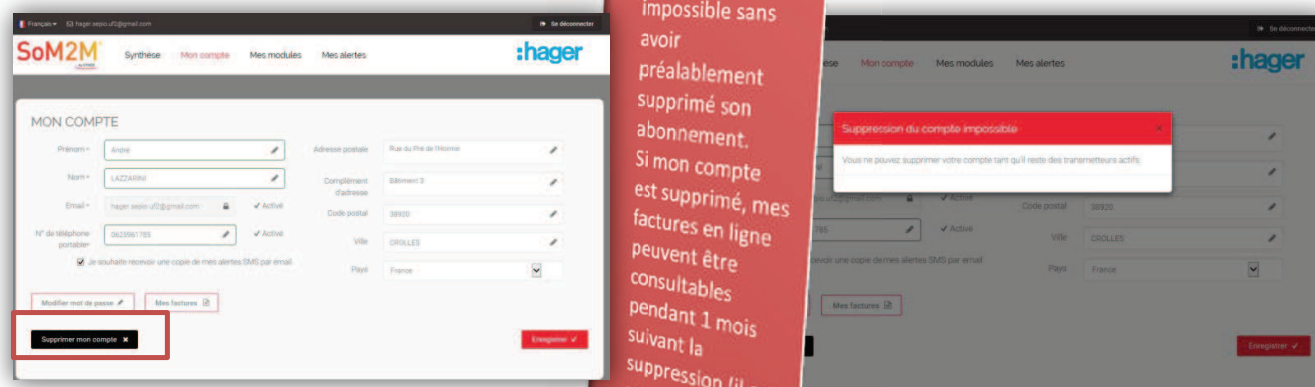 Français
hager.sepio.uf2@gmail.com
Se déconnecter
SoM2M
Synthèse
Mon compte
Mes modules
Mes alertes
:hager
MON COMPTE
Prénom*
Andre
Adresse postale
Rue du Pré de l'Horme
Nom*
LAZZARINI
Complément d'adresse
Bâtiment 3
Email*
hager.sepio.uf2@gmail.com
Activé
Code postal
38920
N° de téléphone
portable*
0623961785
Activé
Ville
CROLLES
Je souhaite recevoir une copie de mes alertes SMS par email
Pays
France
Modifier mot de passe
Mes factures
Supprimer mon compte
Enregistrer
impossible sans
avoir
préalablement
supprimé son
abonnement.
Si mon compte
est supprimé, mes
factures en ligne
peuvent être
consultables
pendant 1 mois
suivant la
suppression
Se déconnecter
Mon compte
Mes modules
Mes alertes
:hager
Suppression du compte impossible
Vous ne pouvez supprimer votre compte tant qu'il reste des transmetteurs actifs.
Activé
Code postal
38920
785
Activé
Ville
CROLLES
recevoir une copie de mes alertes SMS par email
Pays
France
Mes factures
Enregistrer